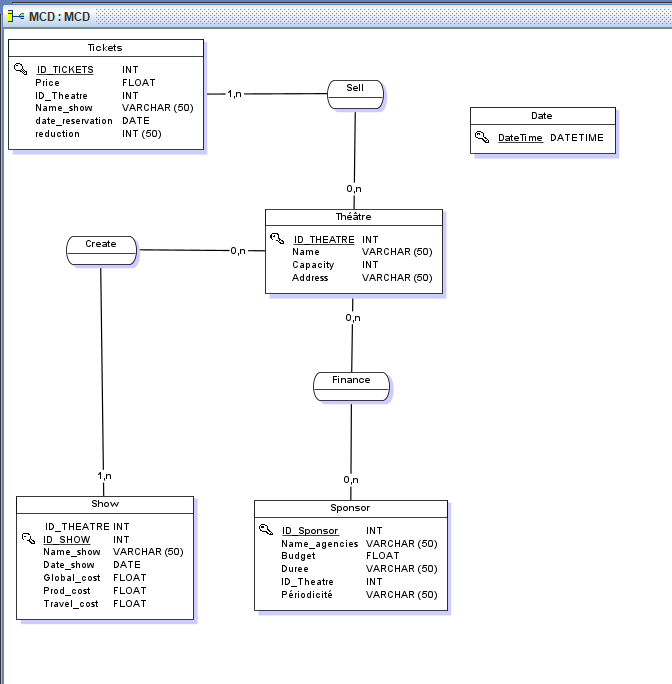 MCD : MCD
Tickets
ID_TICKETS INT
Price FLOAT
ID_Theatre INT
Name_show VARCHAR (50)
date_reservation DATE
reduction INT (50)
1,n
Sell
0,n
Date
DateTime DATETIME
Théâtre
ID_THEATRE INT
Name VARCHAR (50)
Capacity INT
Address VARCHAR (50)
Create
0,n
0,n
Finance
1,n
0,n
Show
ID_THEATRE INT
ID_SHOW INT
Name_show VARCHAR (50)
Date_show DATE
Global_cost FLOAT
Prod_cost FLOAT
Travel_cost FLOAT
Sponsor
ID_Sponsor INT
Name_agencies VARCHAR (50)
Budget FLOAT
Duree VARCHAR (50)
ID_Theatre INT
Périodicité VARCHAR (50)